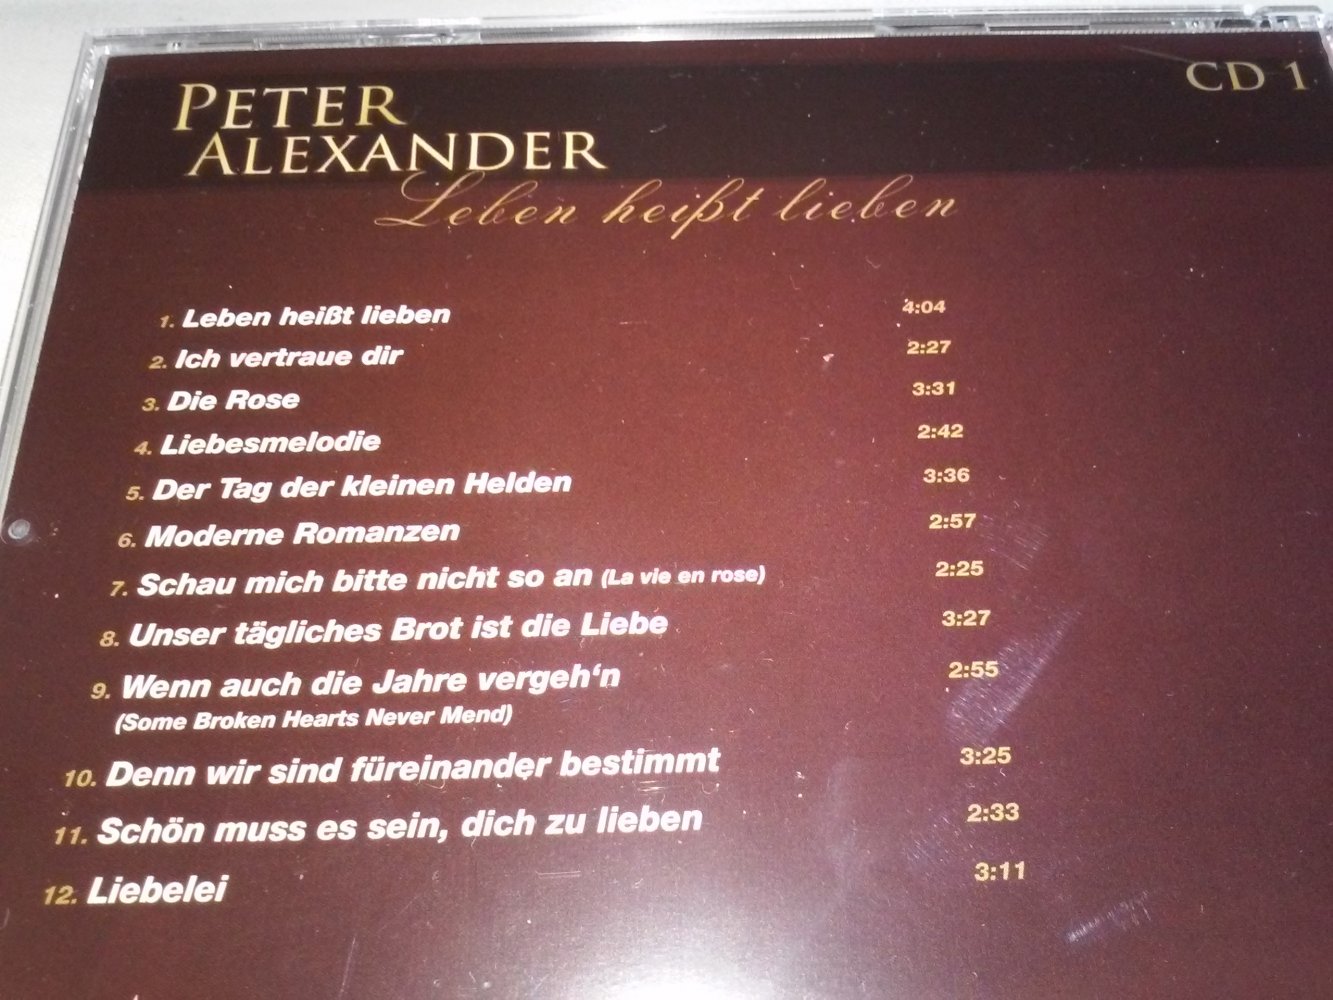 PETER
ALEXANDER
CD 1
Leben heißt lieben
1. Leben heißt lieben 4:04
2. Ich vertraue dir 2:27
3. Die Rose 3:31
4. Liebesmelodie 2:42
5. Der Tag der kleinen Helden 3:36
6. Moderne Romanzen 2:57
7. Schau mich bitte nicht so an (La vie en rose) 2:25
8. Unser tägliches Brot ist die Liebe 3:27
9. Wenn auch die Jahre vergeh‘n 2:55
(Some Broken Hearts Never Mend)
10. Denn wir sind füreinander bestimmt 3:25
11. Schön muss es sein, dich zu lieben 2:33
12. Liebelei 3:11